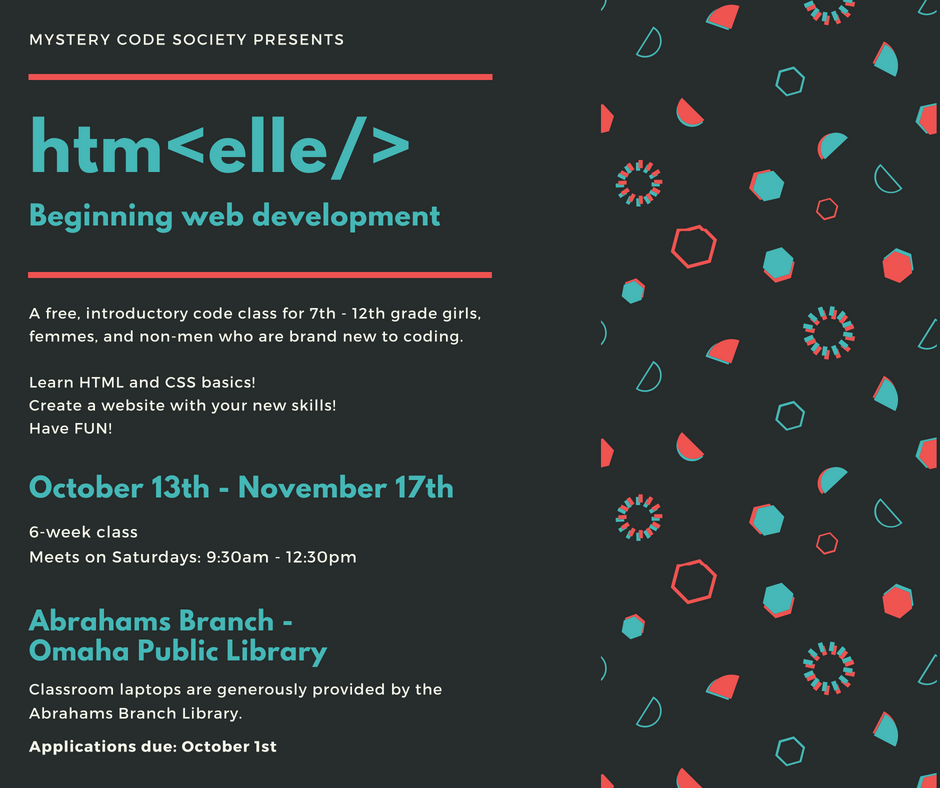 MYSTERY CODE SOCIETY PRESENTS
htm<elle/>
Beginning web development
A free, introductory code class for 7th - 12th grade girls,
femmes, and non-men who are brand new to coding.
Learn HTML and CSS basics!
Create a website with your new skills!
Have FUN!
October 13th - November 17th
6-week class
Meets on Saturdays: 9:30am - 12:30pm
Abrahams Branch -
Omaha Public Library
Classroom laptops are generously provided by the
Abrahams Branch Library.
Applications due: October 1st